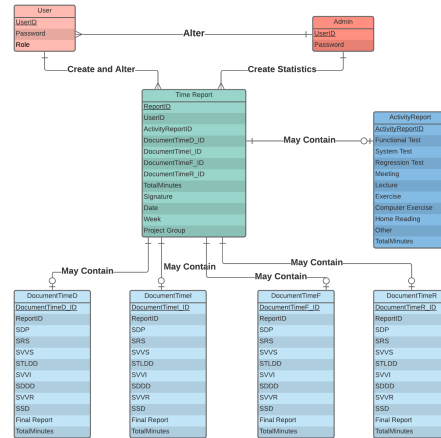 User
UserID
Password
Role
Alter
Admin
UserID
Password
Create and Alter
Create Statistics
Time Report
ReportID
UserID
ActivityReportID
DocumentTimeD_ID
DocumentTimeI_ID
DocumentTimeF_ID
DocumentTimeR_ID
TotalMinutes
Signature
Date
Week
Project Group
May Contain
ActivityReport
ActivityReportID
Functional Test
System Test
Regression Test
Meeting
Lecture
Exercise
Computer Exercise
Home Reading
Other
TotalMinutes
May Contain
May Contain
May Contain
May Contain
DocumentTimeD
DocumentTimeD_ID
ReportID
SDP
SRS
SVVS
STLDD
SVVI
SDDD
SVVR
SSD
Final Report
TotalMinutes
DocumentTimeI
DocumentTimeI_ID
ReportID
SDP
SRS
SVVS
STLDD
SVVI
SDDD
SVVR
SSD
Final Report
TotalMinutes
DocumentTimeF
DocumentTimeF_ID
ReportID
SDP
SRS
SVVS
STLDD
SVVI
SDDD
SVVR
SSD
Final Report
TotalMinutes
DocumentTimeR
DocumentTimeR_ID
ReportID
SDP
SRS
SVVS
STLDD
SVVI
SDDD
SVVR
SSD
Final Report
TotalMinutes